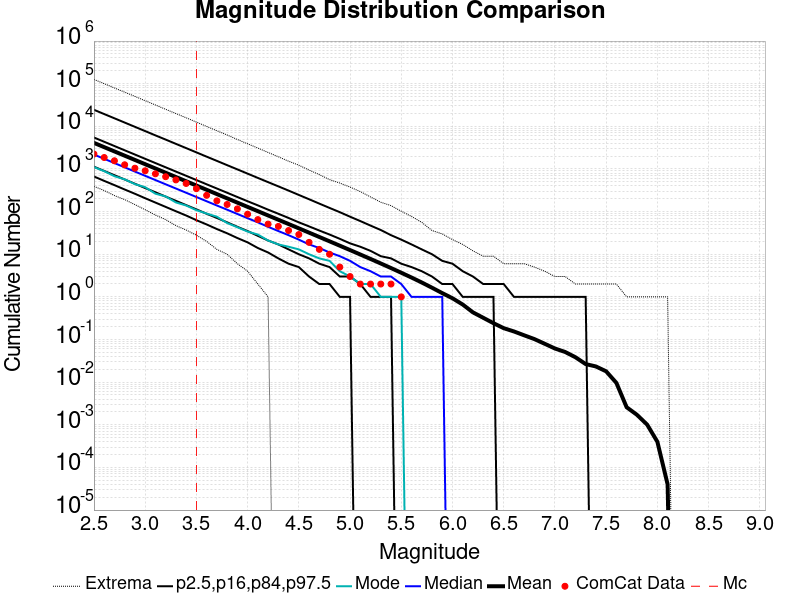 Magnitude Distribution Comparison
10 6
10 5
10 4
10 3
10 2
10 1
10 0
10 -1
10 -2
10 -3
10 -4
10 -5
Cumulative Number
2.5 3.0 3.5 4.0 4.5 5.0 5.5 6.0 6.5 7.0 7.5 8.0 8.5 9.0
Magnitude
Extrema p2.5,p16,p84,p97.5 Mode Median Mean ComCat Data Mc